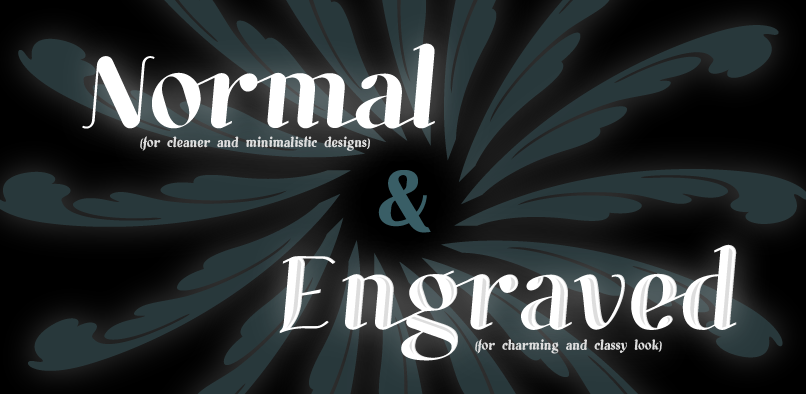 Normal
(for cleaner and minimalistic designs)
&
Engraved
(for charming and classy look)